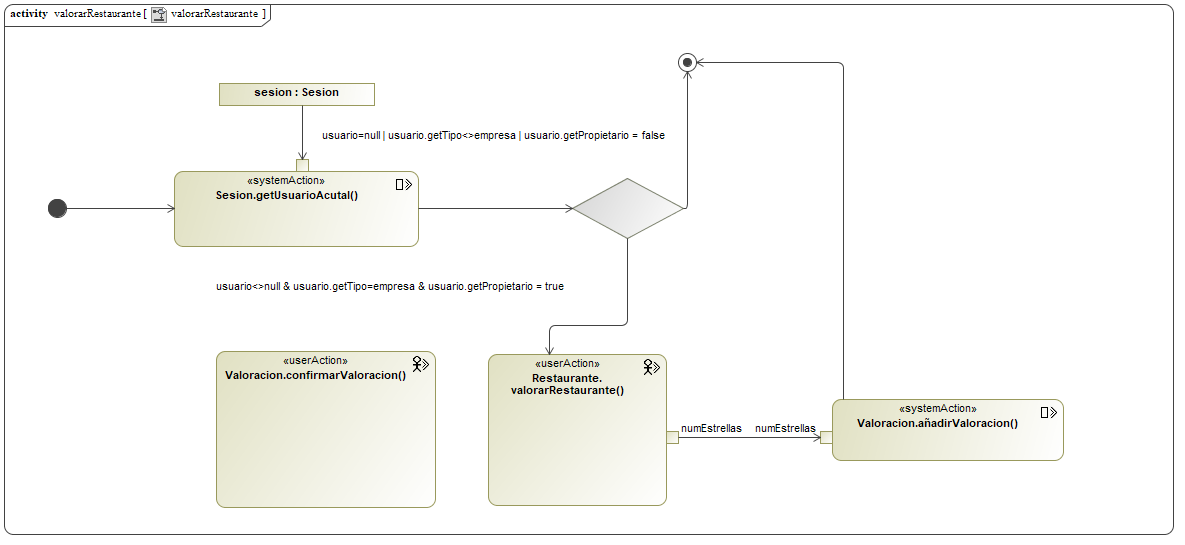 activity valorarRestaurante [ valorarRestaurante ]
sesion : Sesion
usuario=null | usuario.getTipo<>empresa | usuario.getPropietario = false
«systemAction»
Sesion.getUsuarioAcutal()
usuario<>null & usuario.getTipo=empresa & usuario.getPropietario = true
«userAction»
Valoracion.confirmarValoracion()
«userAction»
Restaurante.
valorarRestaurante()
numEstrellas
numEstrellas
«systemAction»
Valoracion.añadirValoracion()